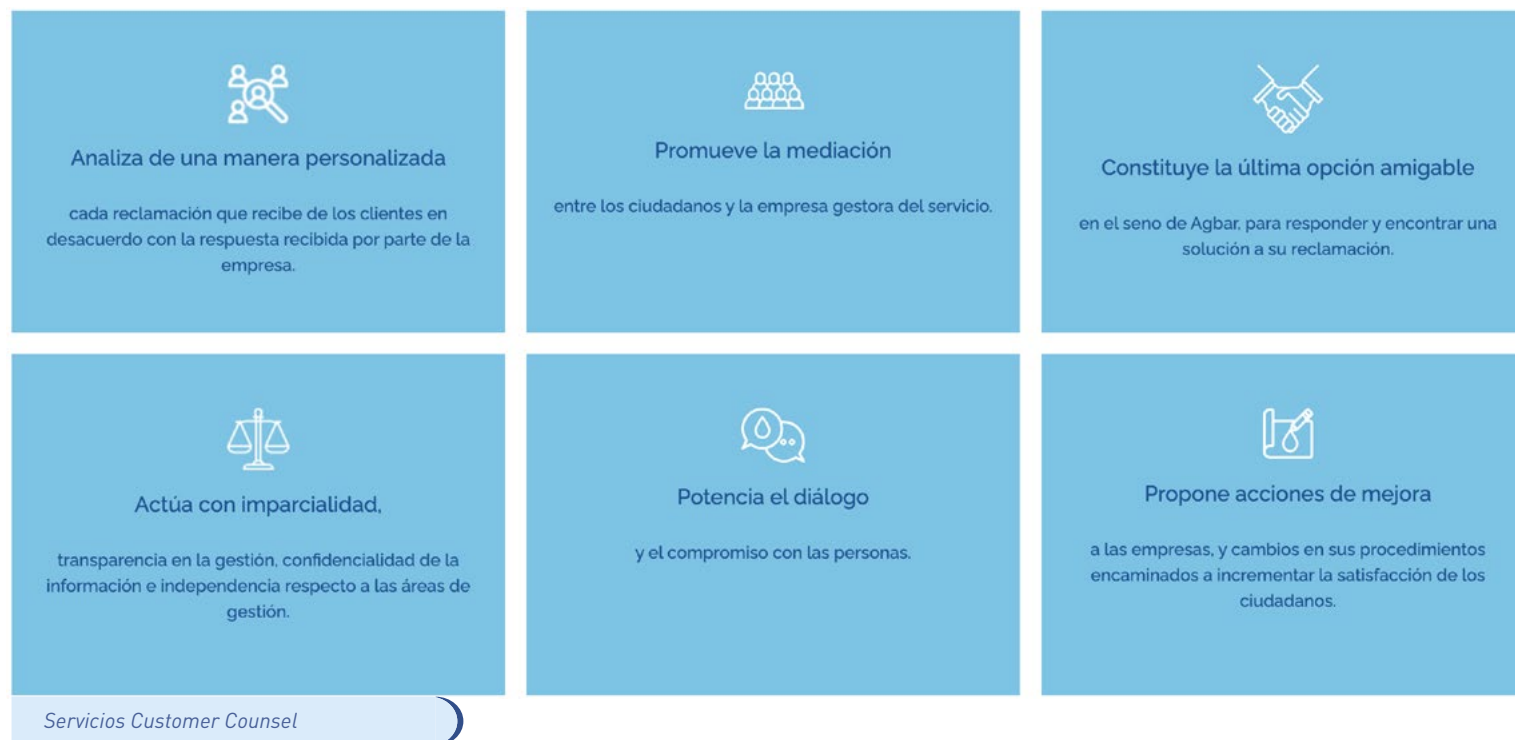 Analiza de una manera personalizada
cada reclamación que recibe de los clientes en
desacuerdo con la respuesta recibida por parte de la
empresa.
Promueve la mediación
entre los ciudadanos y la empresa gestora del servicio.
Constituye la última opción amigable
en el seno de Agbar, para responder y encontrar una
solución a su reclamación.
Actúa con imparcialidad,
transparencia en la gestión, confidencialidad de la
información e independencia respecto a las áreas de
gestión.
Potencia el diálogo
y el compromiso con las personas.
Propone acciones de mejora
a las empresas, y cambios en sus procedimientos
encaminados a incrementar la satisfacción de los
ciudadanos.
Servicios Customer Counsel